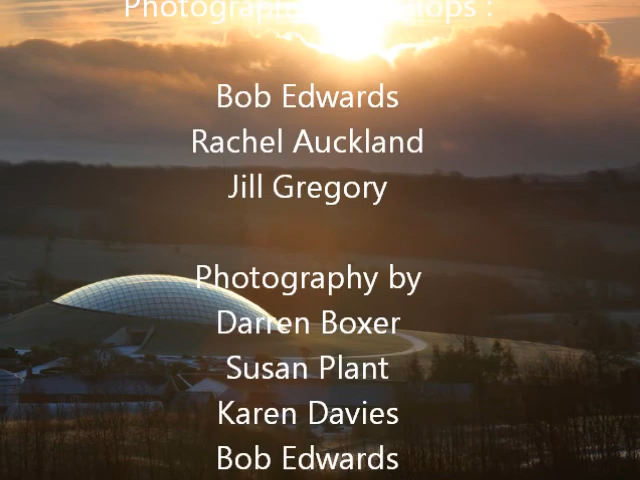 Bob Edwards
Rachel Auckland
Jill Gregory
Photography by
Darren Boxer
Susan Plant
Karen Davies
Bob Edwards